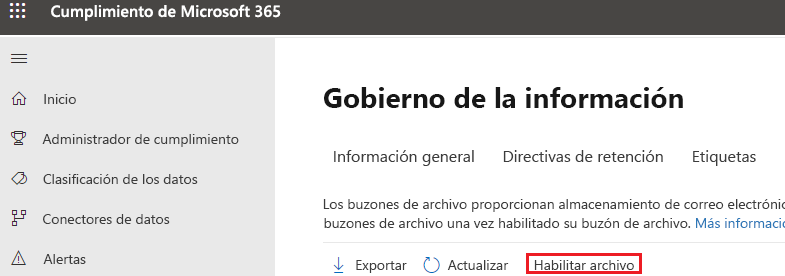 Cumplimiento de Microsoft 365
Inicio
Administrador de cumplimiento
Clasificación de los datos
Conectores de datos
Alertas
Gobierno de la información
Información general Directivas de retención Etiquetas
Los buzones de archivo proporcionan almacenamiento de correo
buzones de archivo una vez habilitado su buzón de archivo. Más
Exportar Actualizar Habilitar archivo